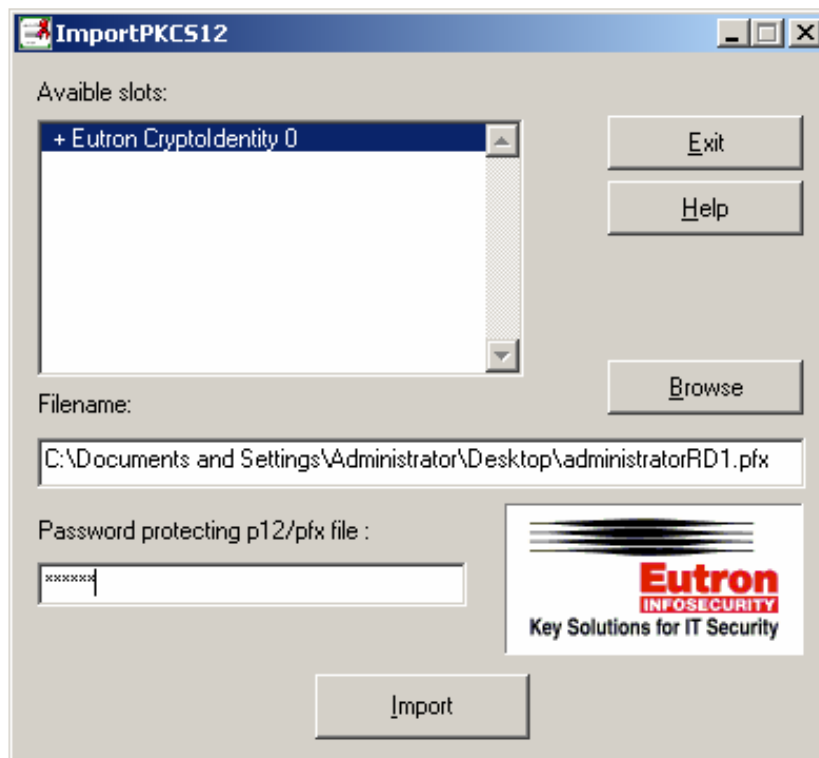 ImportPKCS12
Avaible slots:
+ Eutron CryptoIdentity 0
Exit
Help
Browse
Filename:
C:\Documents and Settings\Administrator\Desktop\administratorRD1.pfx
Password protecting p12/pfx file :
******
Eutron
INFOSECURITY
Key Solutions for IT Security
Import